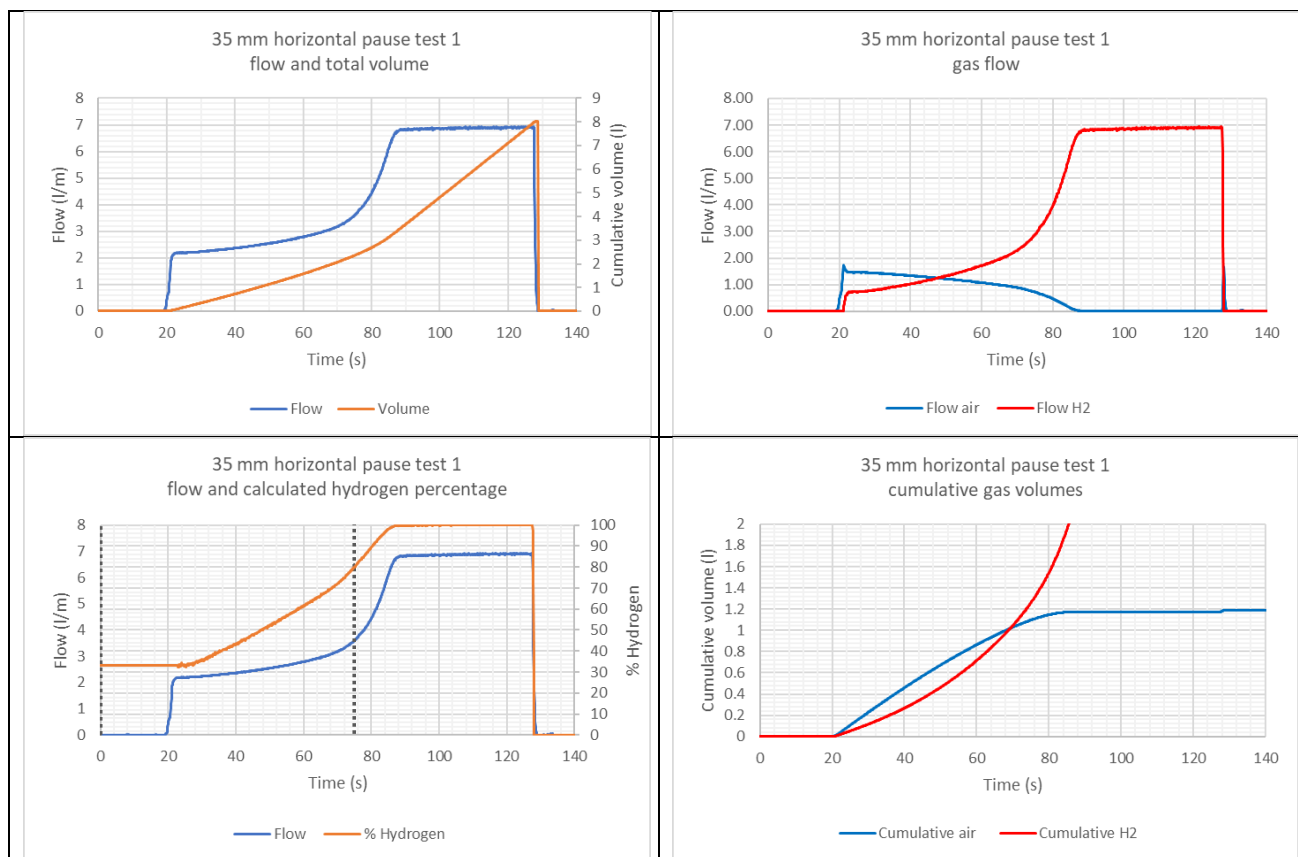 35 mm horizontal pause test 1
flow and total volume
8
7
6
5
4
3
2
1
0
Flow (l/m)
9
8
7
6
5
4
3
2
1
0
Cumulative volume (l)
0 20 40 60 80 100 120 140
Time (s)
Flow Volume
35 mm horizontal pause test 1
gas flow
8.00
7.00
6.00
5.00
4.00
3.00
2.00
1.00
0.00
Flow (l/m)
0 20 40 60 80 100 120 140
Time (s)
Flow air Flow H2
35 mm horizontal pause test 1
flow and calculated hydrogen percentage
8
7
6
5
4
3
2
1
0
Flow (l/m)
100
90
80
70
60
50
40
30
20
10
0
% Hydrogen
0 20 40 60 80 100 120 140
Time (s)
Flow % Hydrogen
35 mm horizontal pause test 1
cumulative gas volumes
2
1.8
1.6
1.4
1.2
1
0.8
0.6
0.4
0.2
0
Cumulative volume (l)
0 20 40 60 80 100 120 140
Time (s)
Cumulative air Cumulative H2